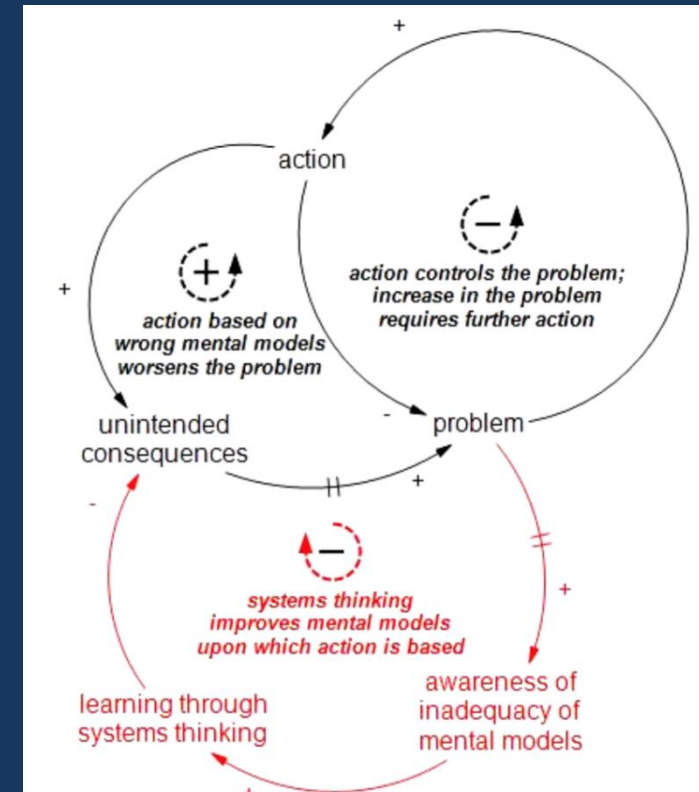 +
action
−
action controls the problem;
increase in the problem
requires further action
+
+
action based on
wrong mental models
worsens the problem
unintended
consequences
-
problem
+
-
−
+
systems thinking
improves mental models
upon which action is based
learning through
systems thinking
awareness of
inadequacy of
mental models
+